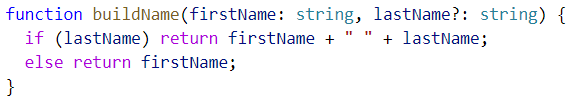 function buildName(firstName: string, lastName?: string) {
  if (lastName) return firstName + " " + lastName;
  else return firstName;
}